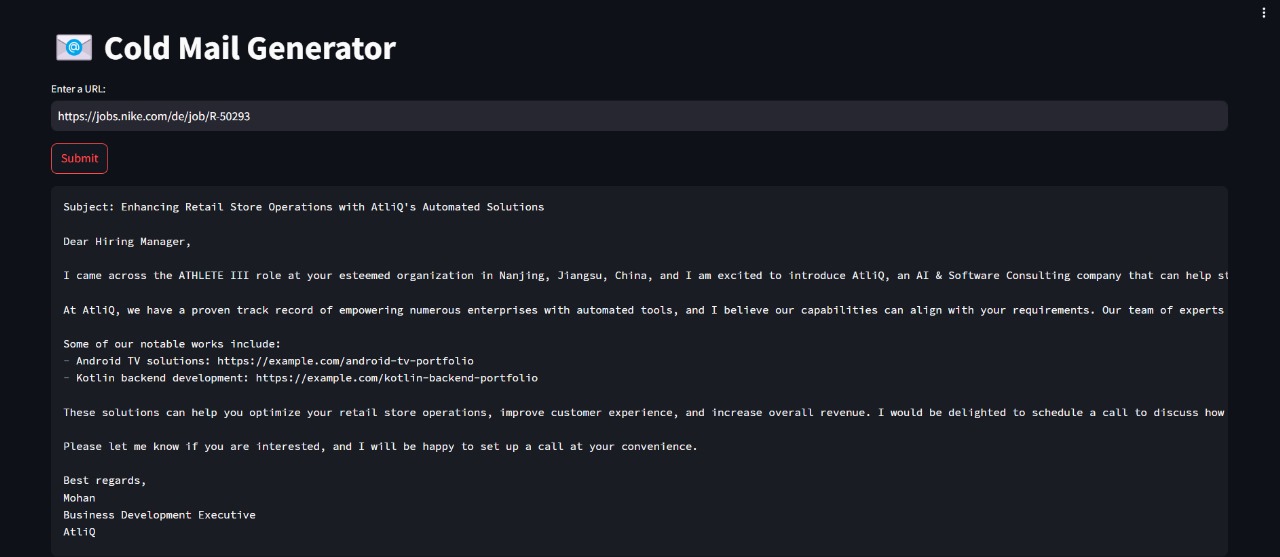 Cold Mail Generator
Enter a URL:
https://jobs.nike.com/de/job/R-50293
Submit
Subject: Enhancing Retail Store Operations with AtliQ's Automated Solutions
Dear Hiring Manager,
I came across the ATHLETE III role at your esteemed organization in Nanjing, Jiangsu, China, and I am excited to introduce AtliQ, an AI & Software Consulting company that can help
At AtliQ, we have a proven track record of empowering numerous enterprises with automated tools, and I believe our capabilities can align with your requirements. Our team of experts
Some of our notable works include:
- Android TV solutions: https://example.com/android-tv-portfolio
- Kotlin backend development: https://example.com/kotlin-backend-portfolio
These solutions can help you optimize your retail store operations, improve customer experience, and increase overall revenue. I would be delighted to schedule a call to discuss how
Please let me know if you are interested, and I will be happy to set up a call at your convenience.
Best regards,
Mohan
Business Development Executive
AtliQ